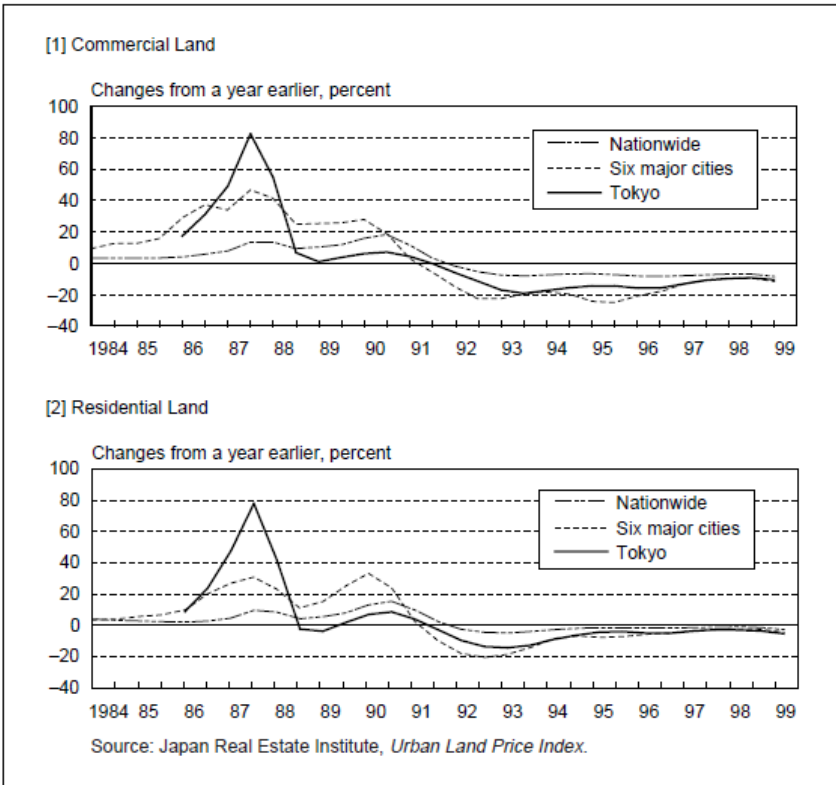 [1] Commercial Land
Changes from a year earlier, percent
100
80
60
40
20
0
–20
–40
Nationwide
Six major cities
Tokyo
1984 85 86 87 88 89 90 91 92 93 94 95 96 97 98 99
[2] Residential Land
Changes from a year earlier, percent
100
80
60
40
20
0
–20
–40
Nationwide
Six major cities
Tokyo
1984 85 86 87 88 89 90 91 92 93 94 95 96 97 98 99
Source: Japan Real Estate Institute, Urban Land Price Index.